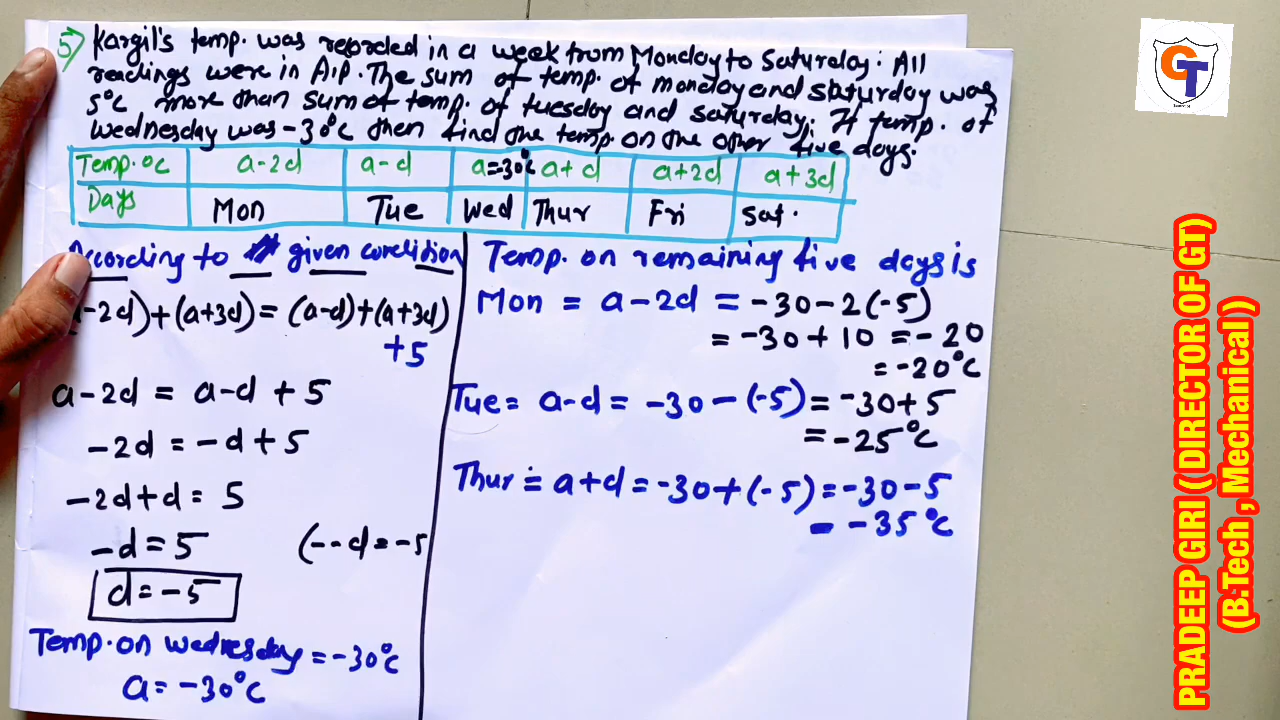 5) Kargil's temp. was recorded in a week from Monday to Saturday. All
readings were in A.P. The sum of temp. of monday and saturday was
5°C more than sum of temp. of tuesday and saturday. If temp. of
wednesday was -30°C then find the temp. on the other five days.
Temp. °C a-2d a-d a=-30°C a+d a+2d a+3d
Days Mon Tue Wed Thur Fri Sat.
According to given condition
(a-2d)+(a+3d) = (a-d)+(a+3d)
+5
a-2d = a-d+5
-2d = -d+5
-2d+d = 5
-d = 5 (--d = -5
d = -5
Temp. on wednesday = -30°C
a = -30°C
Temp. on remaining five days is
Mon = a-2d = -30-2(-5)
= -30+10 = -20
= -20°C
Tue = a-d = -30-(-5) = -30+5
= -25°C
Thur = a+d = -30+(-5) = -30-5
= -35°C
GT
PRADEEP GIRI (( DIRECTOR OF GT)
(B.Tech , Mechanical )